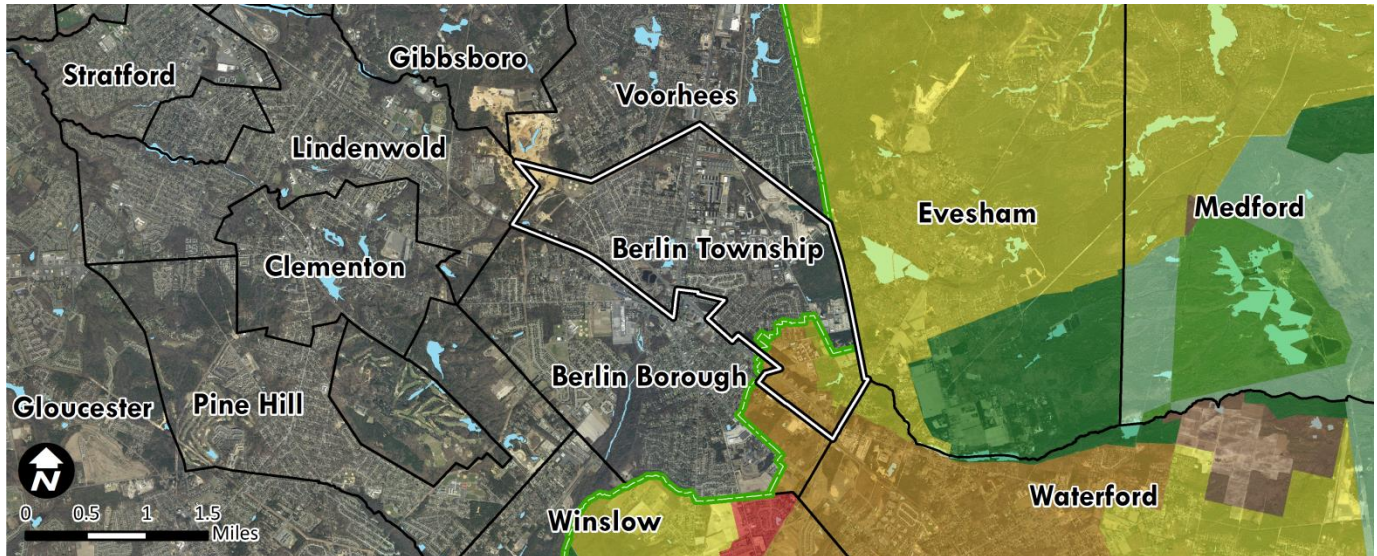 Gibbsboro
Stratford
Voorhees
Lindenwold
Evesham
Medford
Berlin Township
Clementon
Berlin Borough
Pine Hill
Gloucester
Waterford
Winslow
N
0 0.5 1 1.5
Miles